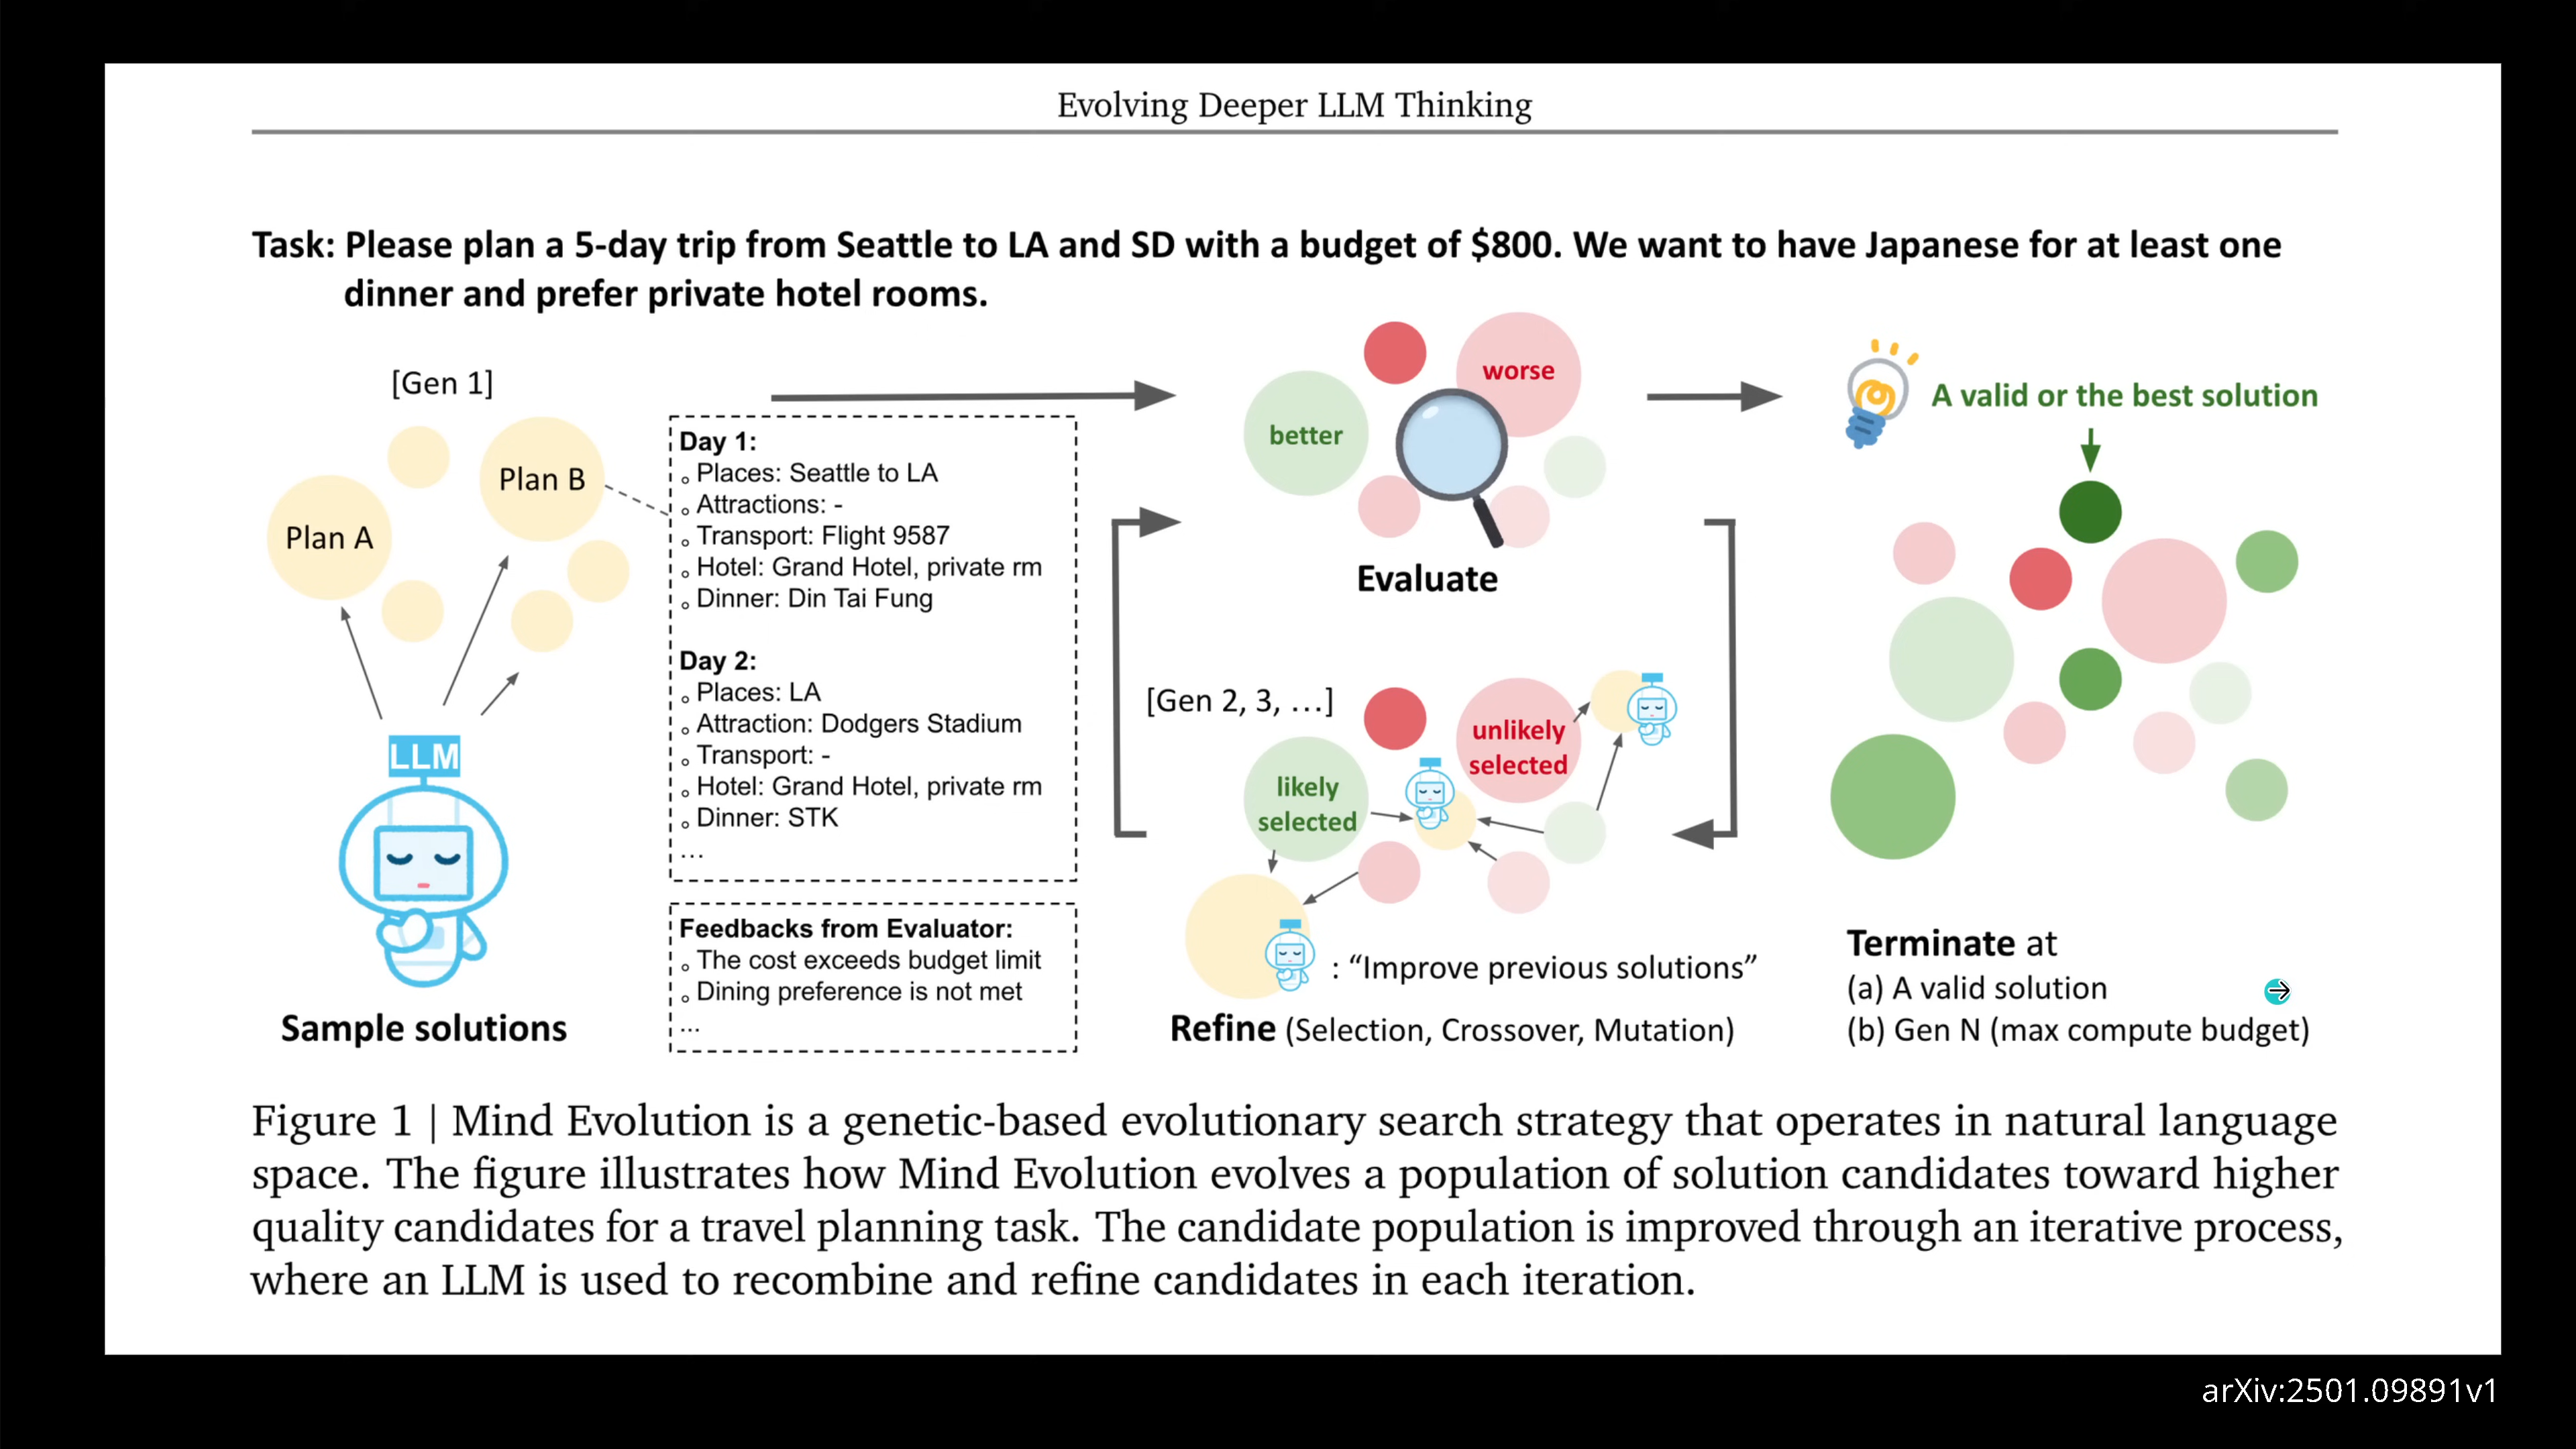 Evolving Deeper LLM Thinking
Task: Please plan a 5-day trip from Seattle to LA and SD with a budget of $800. We want to have Japanese for at least one
dinner and prefer private hotel rooms.
[Gen 1]
Plan A
Plan B
LLM
Sample solutions
Day 1:
◦ Places: Seattle to LA
◦ Attractions: -
◦ Transport: Flight 9587
◦ Hotel: Grand Hotel, private rm
◦ Dinner: Din Tai Fung
Day 2:
◦ Places: LA
◦ Attraction: Dodgers Stadium
◦ Transport: -
◦ Hotel: Grand Hotel, private rm
◦ Dinner: STK
...
Feedbacks from Evaluator:
◦ The cost exceeds budget limit
◦ Dining preference is not met
...
better
worse
Evaluate
[Gen 2, 3, ...]
likely
selected
unlikely
selected
: “Improve previous solutions”
Refine (Selection, Crossover, Mutation)
A valid or the best solution
Terminate at
(a) A valid solution
(b) Gen N (max compute budget)
Figure 1 | Mind Evolution is a genetic-based evolutionary search strategy that operates in natural language
space. The figure illustrates how Mind Evolution evolves a population of solution candidates toward higher
quality candidates for a travel planning task. The candidate population is improved through an iterative process,
where an LLM is used to recombine and refine candidates in each iteration.
arXiv:2501.09891v1